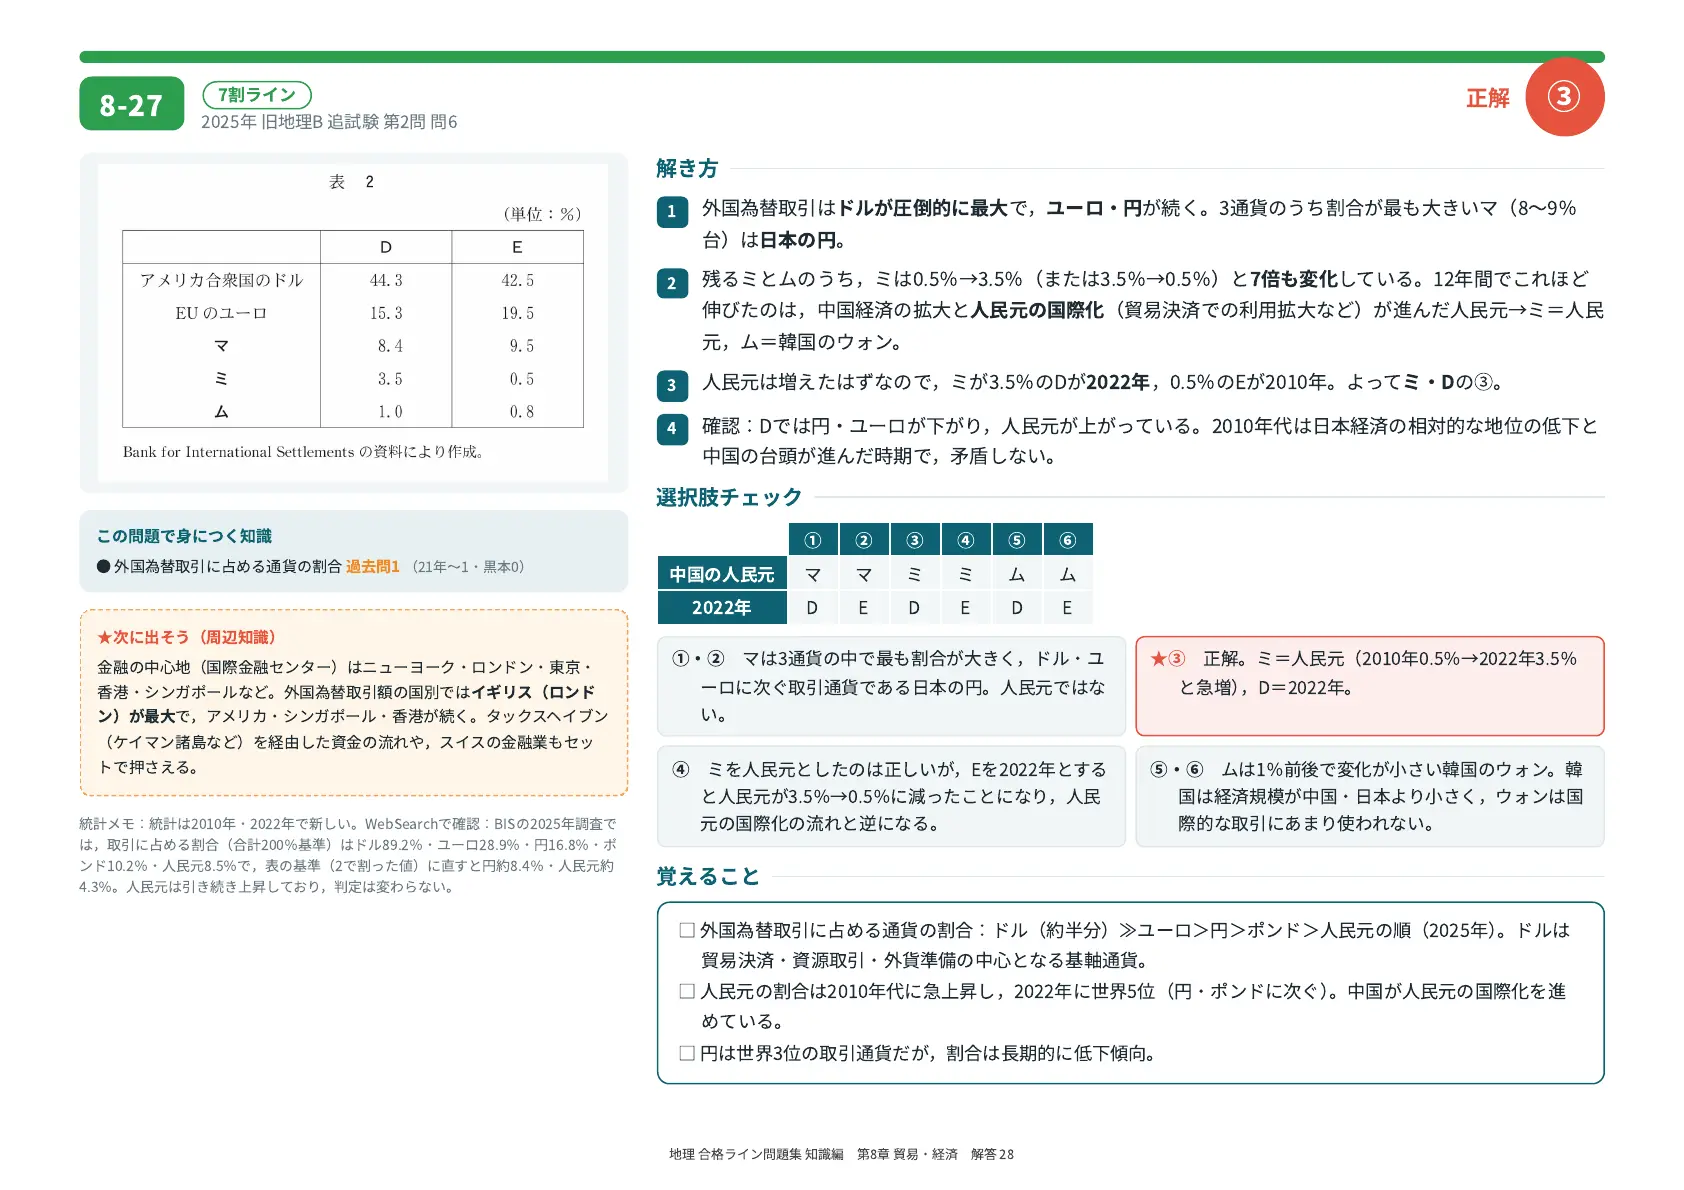 8-27
7割ライン
2025年 旧地理B 追試験 第2問 問6
正解 ③
表 2
（単位：％）
D E
アメリカ合衆国のドル 44.3 42.5
EU のユーロ 15.3 19.5
マ 8.4 9.5
ミ 3.5 0.5
ム 1.0 0.8
Bank for International Settlements の資料により作成。
この問題で身につく知識
●外国為替取引に占める通貨の割合 過去問1 （21年〜1・黒本0）
★次に出そう（周辺知識）
金融の中心地（国際金融センター）はニューヨーク・ロンドン・東京・
香港・シンガポールなど。外国為替取引額の国別ではイギリス（ロンド
ン）が最大で，アメリカ・シンガポール・香港が続く。タックスヘイブン
（ケイマン諸島など）を経由した資金の流れや，スイスの金融業もセッ
トで押さえる。
統計メモ：統計は2010年・2022年で新しい。WebSearchで確認：BISの2025年調査で
は，取引に占める割合（合計200％基準）はドル89.2％・ユーロ28.9％・円16.8％・ポ
ンド10.2％・人民元8.5％で，表の基準（2で割った値）に直すと円約8.4％・人民元約
4.3％。人民元は引き続き上昇しており，判定は変わらない。
解き方
1 外国為替取引はドルが圧倒的に最大で，ユーロ・円が続く。3通貨のうち割合が最も大きいマ（8〜9％
台）は日本の円。
2 残るミとムのうち，ミは0.5％→3.5％（または3.5％→0.5％）と7倍も変化している。12年間でこれほど
伸びたのは，中国経済の拡大と人民元の国際化（貿易決済での利用拡大など）が進んだ人民元→ミ＝人民
元，ム＝韓国のウォン。
3 人民元は増えたはずなので，ミが3.5％のDが2022年，0.5％のEが2010年。よってミ・Dの③。
4 確認：Dでは円・ユーロが下がり，人民元が上がっている。2010年代は日本経済の相対的な地位の低下と
中国の台頭が進んだ時期で，矛盾しない。
選択肢チェック
① ② ③ ④ ⑤ ⑥
中国の人民元 マ マ ミ ミ ム ム
2022年 D E D E D E
①・② マは3通貨の中で最も割合が大きく，ドル・ユ
ーロに次ぐ取引通貨である日本の円。人民元ではな
い。
★③ 正解。ミ＝人民元（2010年0.5％→2022年3.5％
と急増），D＝2022年。
④ ミを人民元としたのは正しいが，Eを2022年とする
と人民元が3.5％→0.5％に減ったことになり，人民
元の国際化の流れと逆になる。
⑤・⑥ ムは1％前後で変化が小さい韓国のウォン。韓
国は経済規模が中国・日本より小さく，ウォンは国
際的な取引にあまり使われない。
覚えること
□ 外国為替取引に占める通貨の割合：ドル（約半分）≫ユーロ＞円＞ポンド＞人民元の順（2025年）。ドルは
貿易決済・資源取引・外貨準備の中心となる基軸通貨。
□ 人民元の割合は2010年代に急上昇し，2022年に世界5位（円・ポンドに次ぐ）。中国が人民元の国際化を進
めている。
□ 円は世界3位の取引通貨だが，割合は長期的に低下傾向。
地理 合格ライン問題集 知識編 第8章 貿易・経済 解答 28